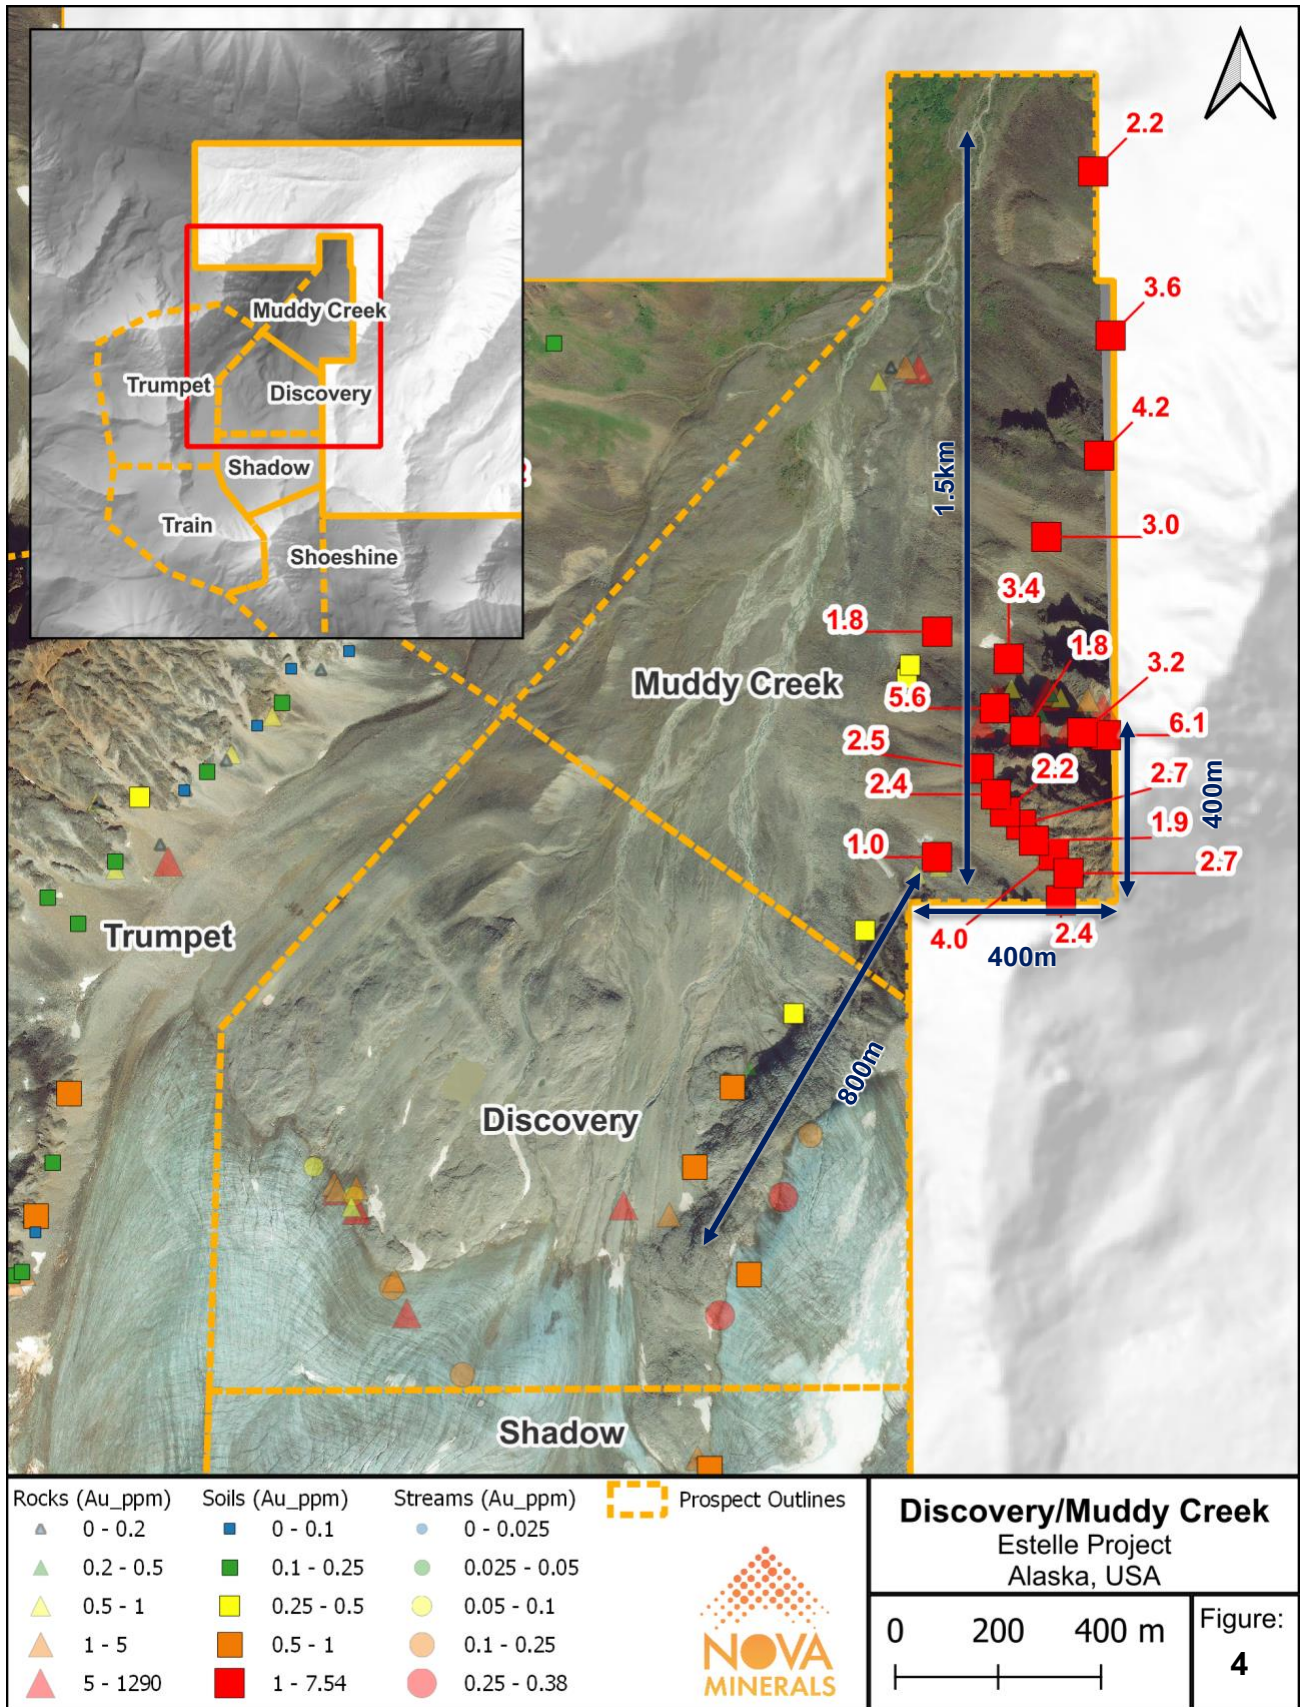 Muddy Creek
Trumpet
Discovery
Shadow
Train
Shoeshine
2.2
3.6
4.2
1.5km
3.0
3.4
1.8
1.8
Muddy Creek
3.2
5.6
6.1
2.5
2.2
2.7
2.4
400m
1.9
1.0
2.7
Trumpet
4.0
2.4
400m
800m
Discovery
Shadow
Rocks (Au_ppm)
0 - 0.2
0.2 - 0.5
0.5 - 1
1 - 5
5 - 1290
Soils (Au_ppm)
0 - 0.1
0.1 - 0.25
0.25 - 0.5
0.5 - 1
1 - 7.54
Streams (Au_ppm)
0 - 0.025
0.025 - 0.05
0.05 - 0.1
0.1 - 0.25
0.25 - 0.38
Prospect Outlines
NOVA
MINERALS
Discovery/Muddy Creek
Estelle Project
Alaska, USA
0 200 400 m
Figure:
4